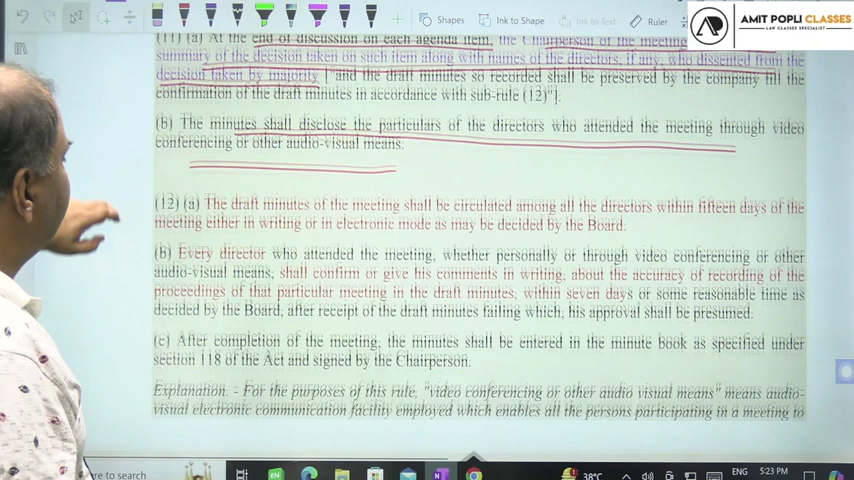 Shapes
Ink to Shape
Ink to Text
Ruler
AMIT POPLI CLASSES
LAW CLASSES SPECIALIST
(11) (a) At the end of discussion on each agenda item, the Chairperson of the meeting
summary of the decision taken on such item along with names of the directors, if any, who dissented from the
decision taken by majority ["and the draft minutes so recorded shall be preserved by the company till the
confirmation of the draft minutes in accordance with sub-rule (12)"].
(b) The minutes shall disclose the particulars of the directors who attended the meeting through video
conferencing or other audio-visual means.
(12) (a) The draft minutes of the meeting shall be circulated among all the directors within fifteen days of the
meeting either in writing or in electronic mode as may be decided by the Board.
(b) Every director who attended the meeting, whether personally or through video conferencing or other
audio-visual means, shall confirm or give his comments in writing, about the accuracy of recording of the
proceedings of that particular meeting in the draft minutes, within seven days or some reasonable time as
decided by the Board, after receipt of the draft minutes failing which, his approval shall be presumed.
(c) After completion of the meeting, the minutes shall be entered in the minute book as specified under
section 118 of the Act and signed by the Chairperson.
Explanation. - For the purposes of this rule, "video conferencing or other audio visual means" means audio-
visual electronic communication facility employed which enables all the persons participating in a meeting to
re to search
38°C
ENG
5:23 PM